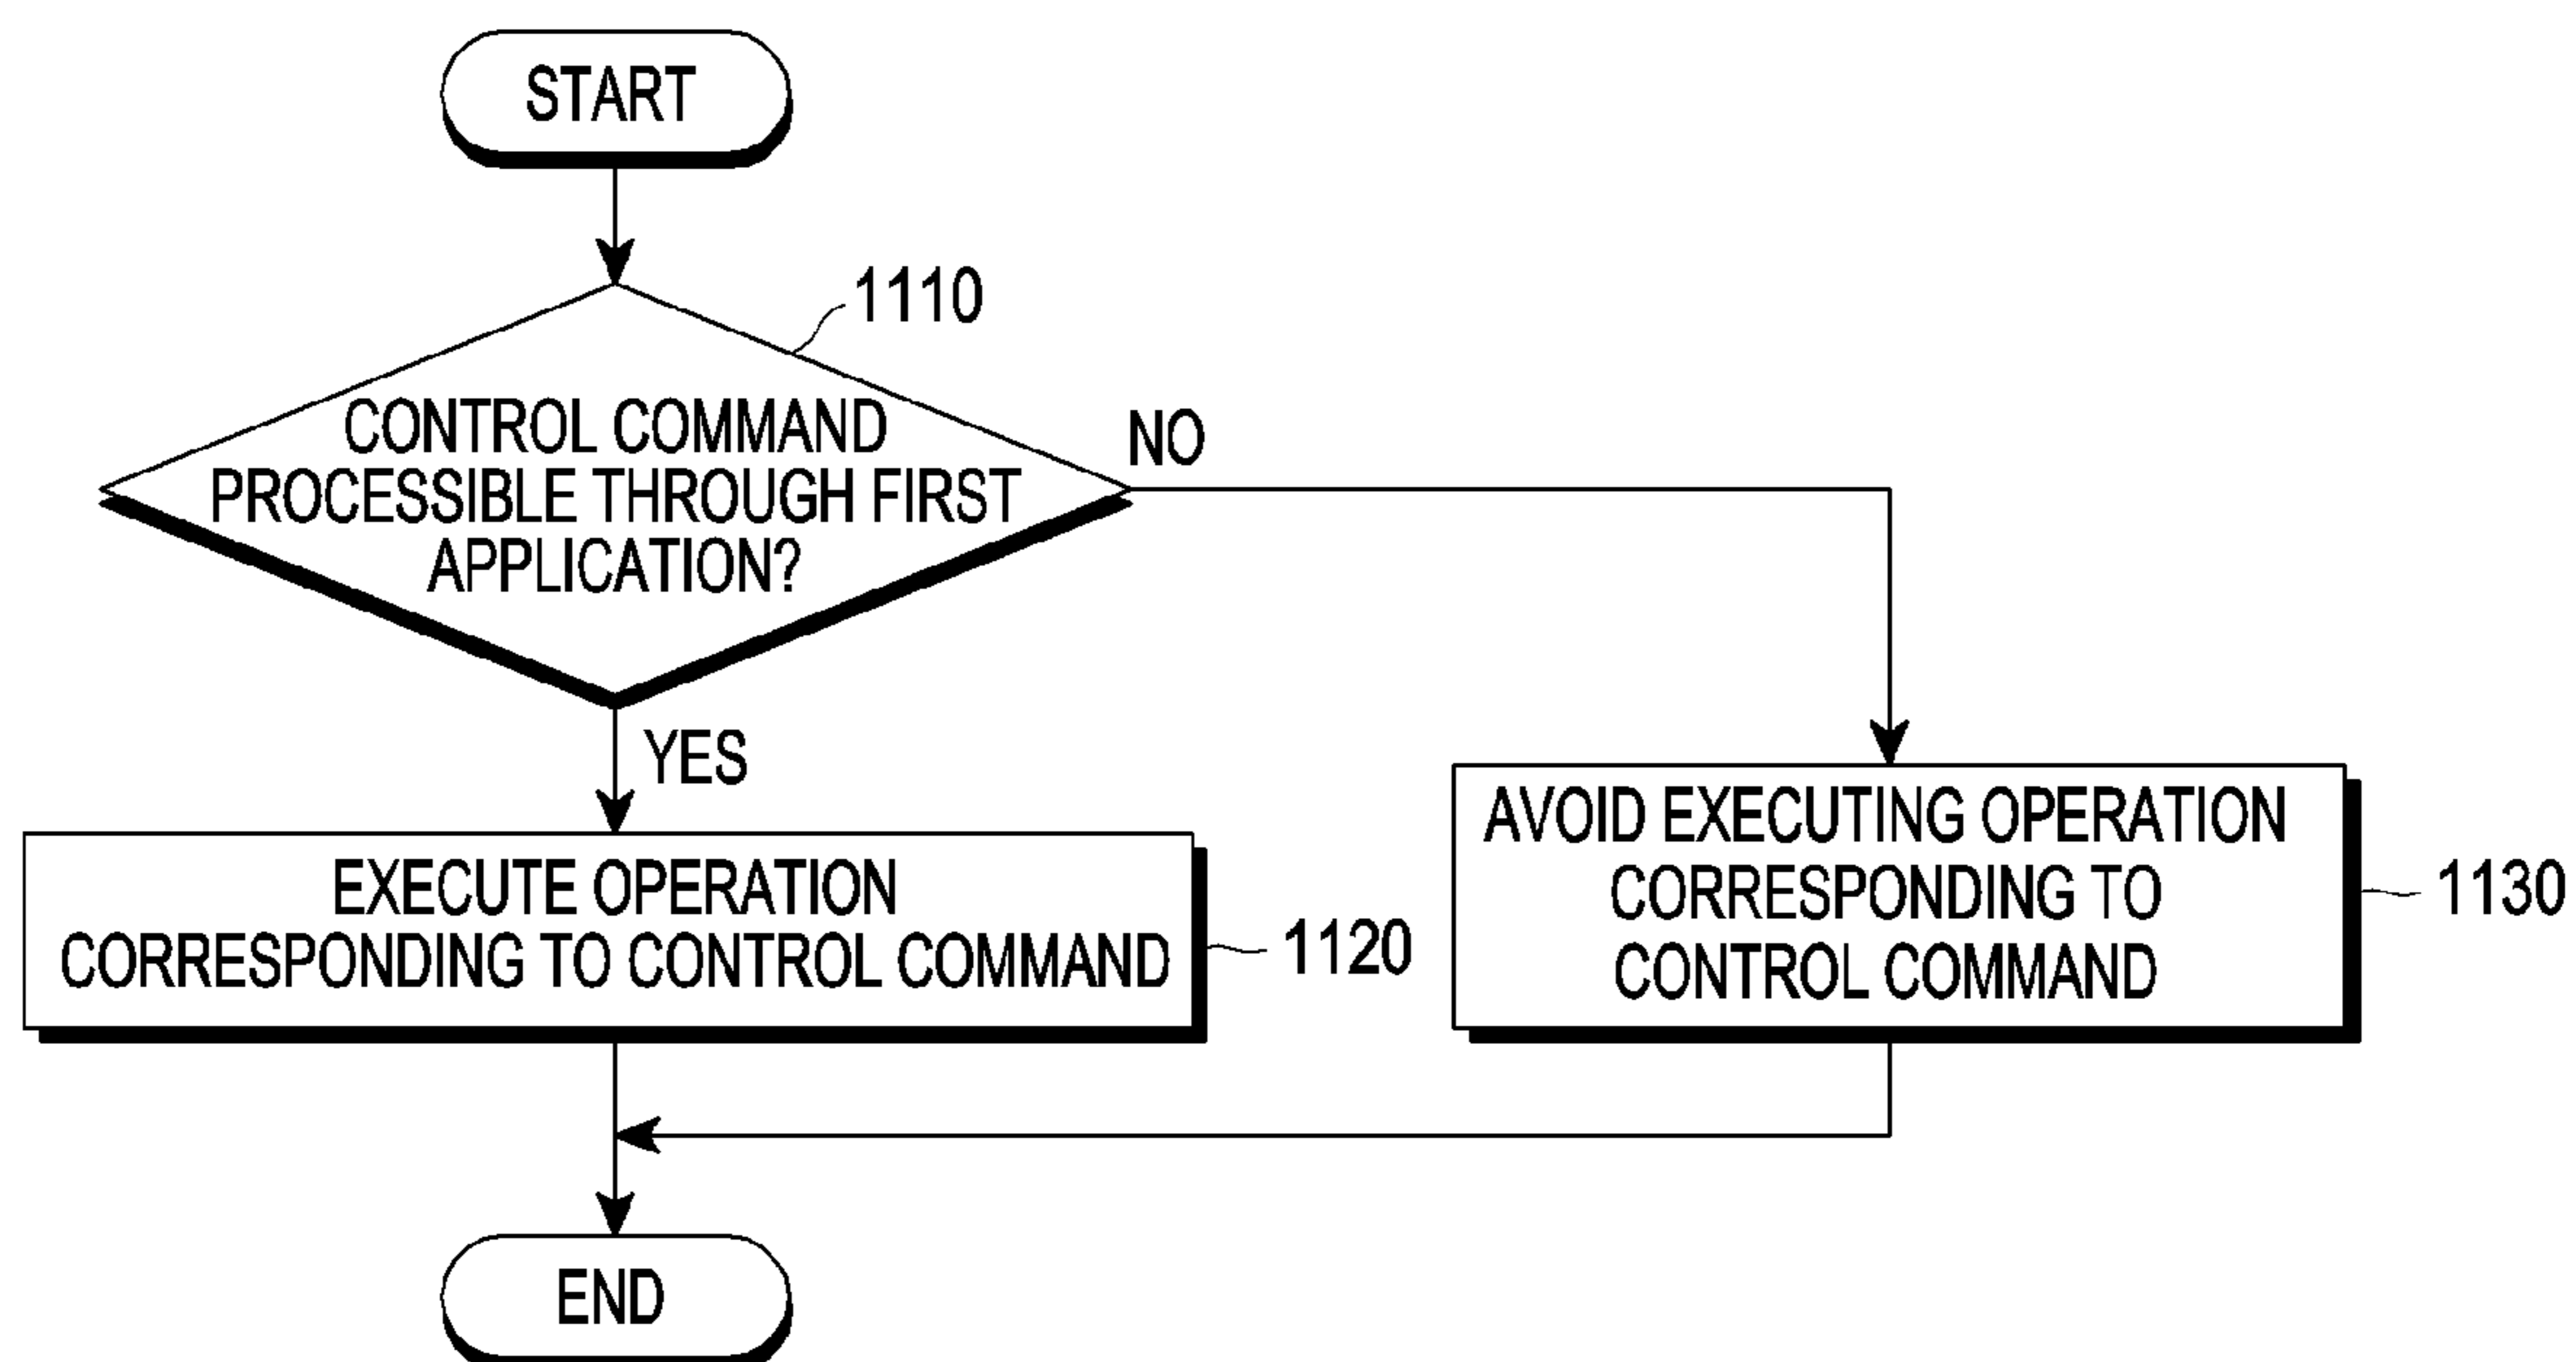 START
1110
CONTROL COMMAND
PROCESSIBLE THROUGH FIRST
APPLICATION?
NO
YES
EXECUTE OPERATION
CORRESPONDING TO CONTROL COMMAND
1120
AVOID EXECUTING OPERATION
CORRESPONDING TO
CONTROL COMMAND
1130
END